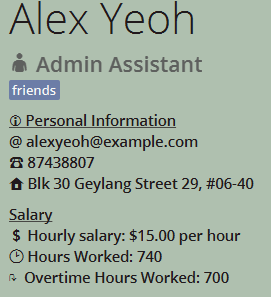 Alex Yeoh
Admin Assistant
friends
Personal Information
@ alexyeoh@example.com
87438807
Blk 30 Geylang Street 29, #06-40
Salary
$ Hourly salary: $15.00 per hour
Hours Worked: 740
Overtime Hours Worked: 700